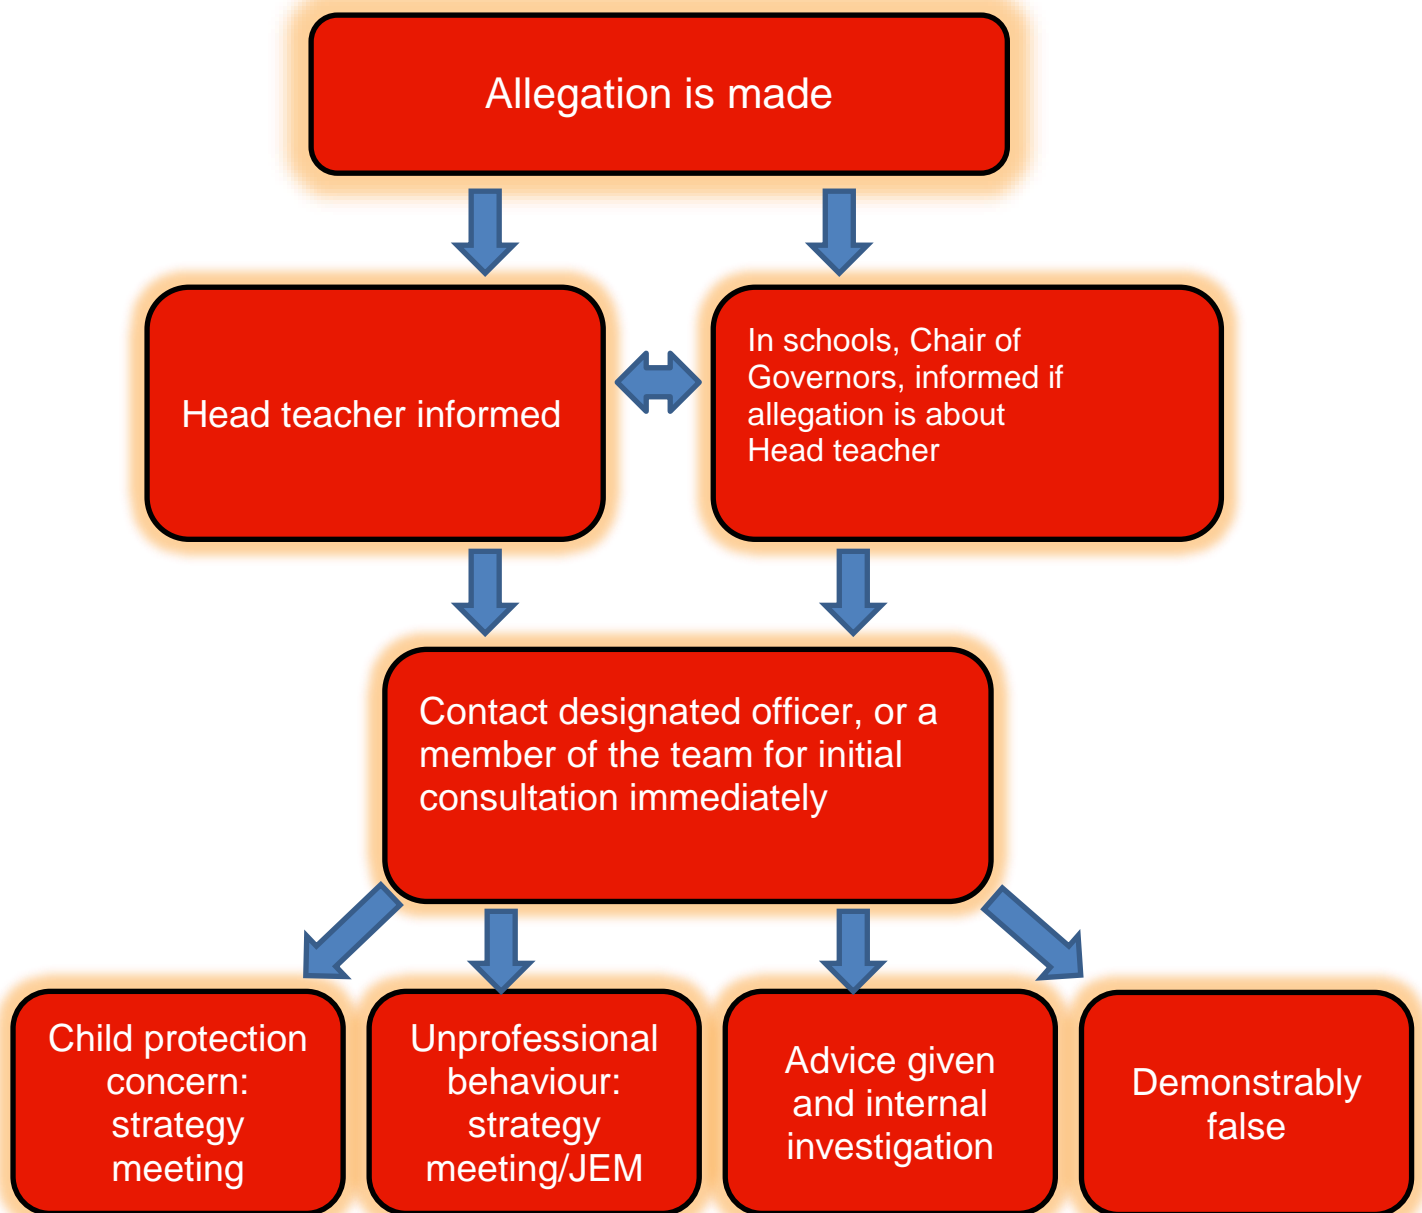 Allegation is made
Head teacher informed
In schools, Chair of
Governors, informed if
allegation is about
Head teacher
Contact designated officer, or a
member of the team for initial
consultation immediately
Child protection
concern:
strategy
meeting
Unprofessional
behaviour:
strategy
meeting/JEM
Advice given
and internal
investigation
Demonstrably
false